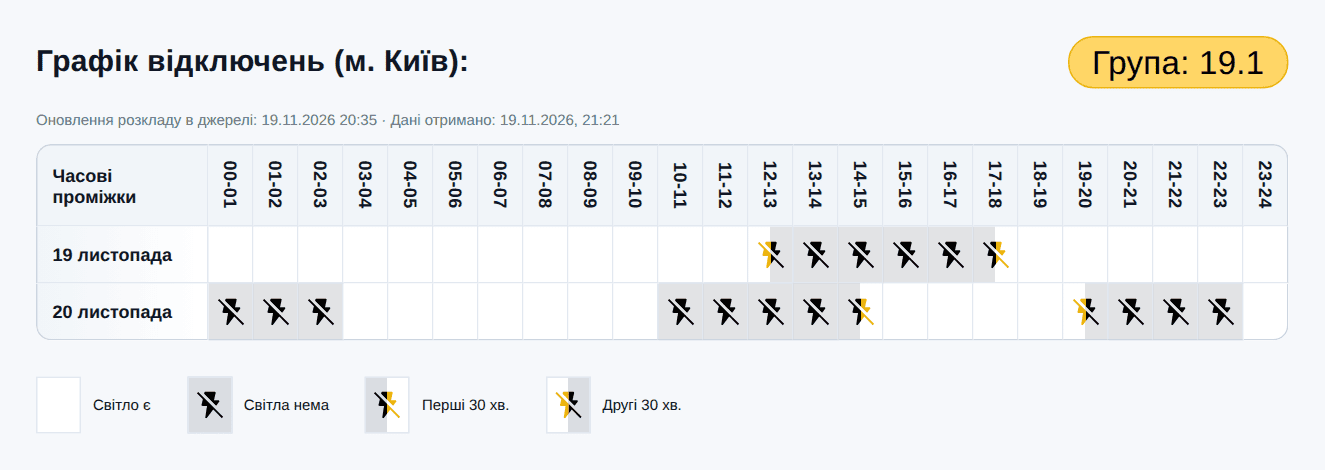 Графік відключень (м. Київ):
Група: 19.1
Оновлення розкладу в джерелі: 19.11.2026 20:35 · Дані отримано: 19.11.2026, 21:21
Часові
проміжки
00-01
01-02
02-03
03-04
04-05
05-06
06-07
07-08
08-09
09-10
10-11
11-12
12-13
13-14
14-15
15-16
16-17
17-18
18-19
19-20
20-21
21-22
22-23
23-24
19 листопада
20 листопада
Світло є
Світла нема
Перші 30 хв.
Другі 30 хв.